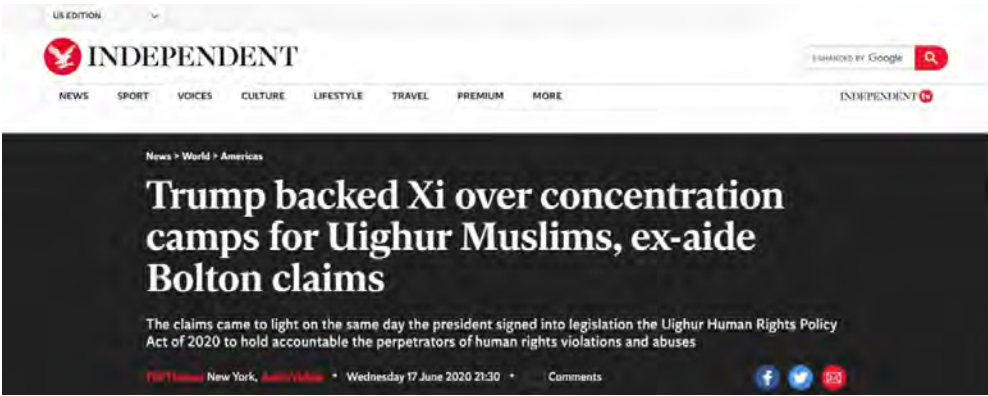 US EDITION
INDEPENDENT
ENHANCED BY Google
NEWS SPORT VOICES CULTURE LIFESTYLE TRAVEL PREMIUM MORE
INDEPENDENT tv
News > World > Americas
Trump backed Xi over concentration
camps for Uighur Muslims, ex-aide
Bolton claims
The claims came to light on the same day the president signed into legislation the Uighur Human Rights Policy
Act of 2020 to hold accountable the perpetrators of human rights violations and abuses
New York, • Wednesday 17 June 2020 21:30 • Comments